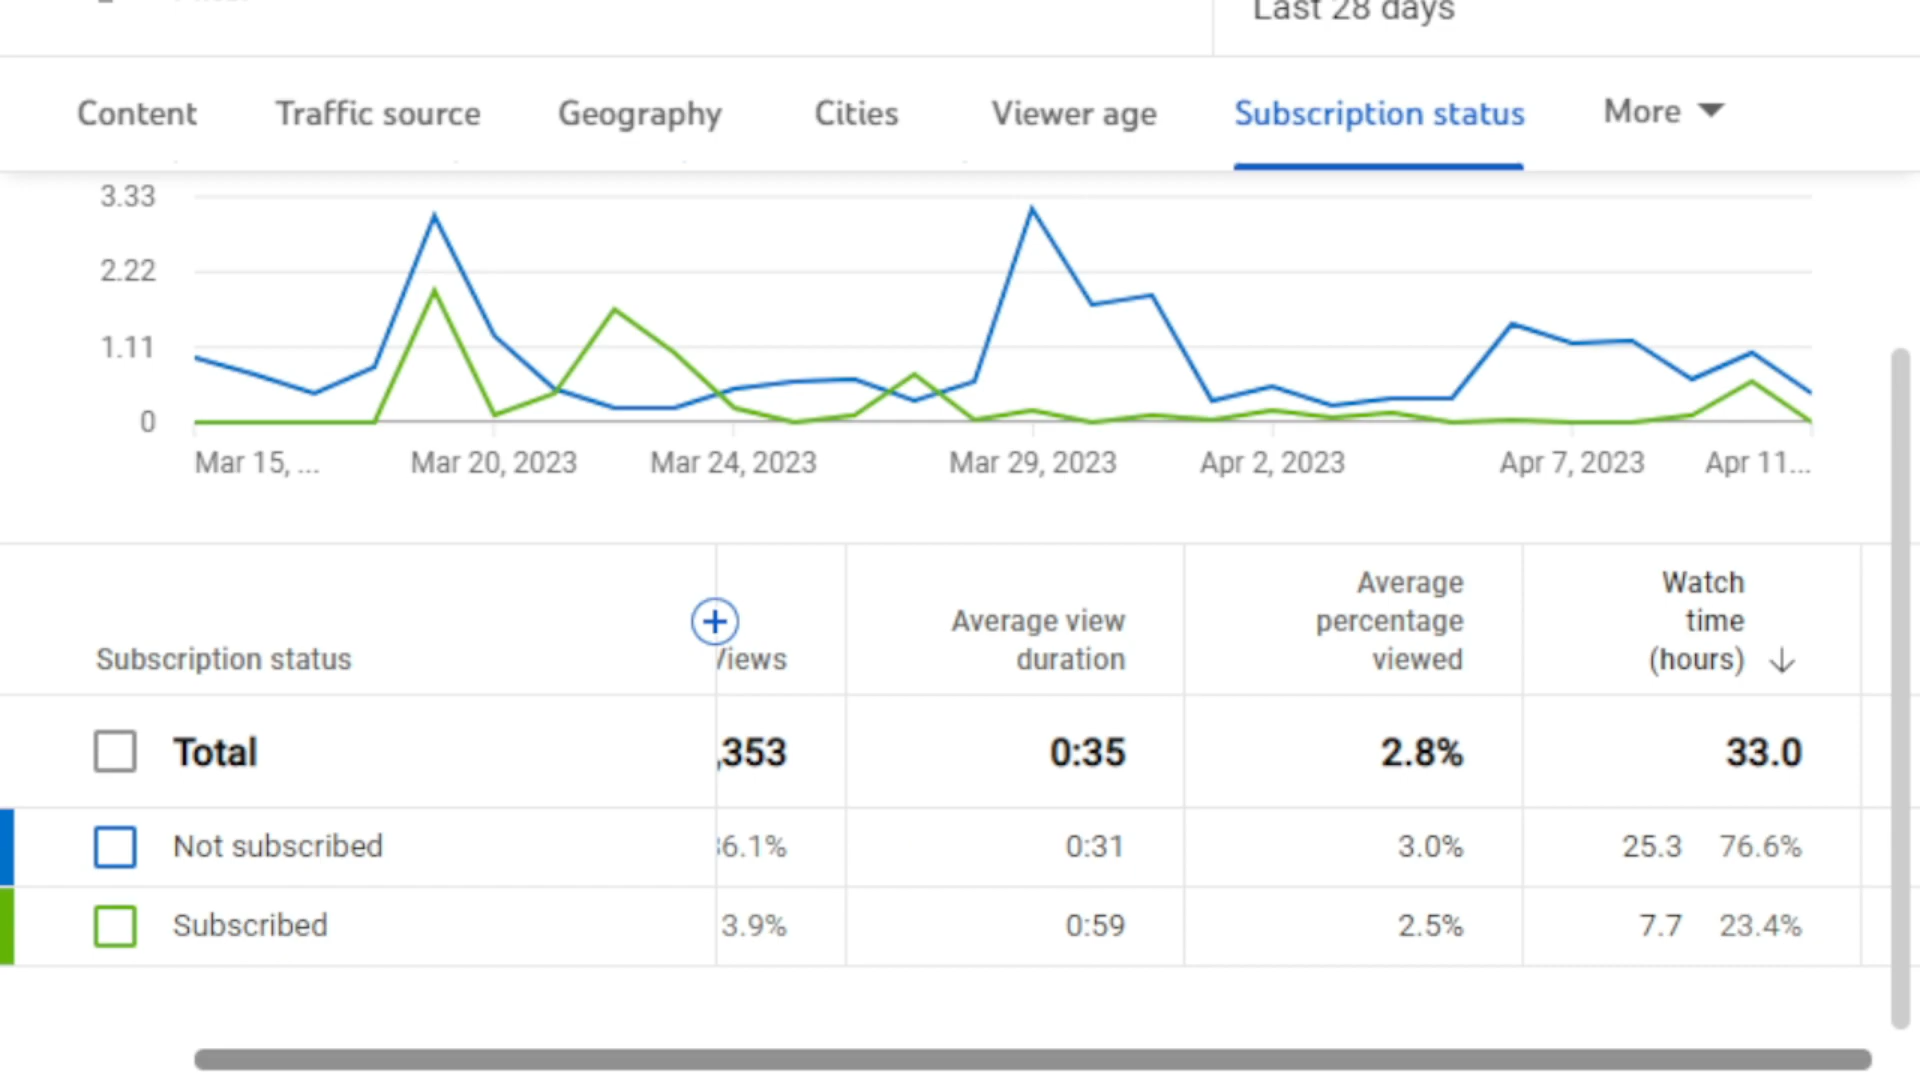 Last 28 days
Content Traffic source Geography Cities Viewer age Subscription status More
3.33
2.22
1.11
0
Mar 15, ... Mar 20, 2023 Mar 24, 2023 Mar 29, 2023 Apr 2, 2023 Apr 7, 2023 Apr 11...
Subscription status
Views
Average view
duration
Average
percentage
viewed
Watch
time
(hours)
Total ,353 0:35 2.8% 33.0
Not subscribed 6.1% 0:31 3.0% 25.3 76.6%
Subscribed 3.9% 0:59 2.5% 7.7 23.4%